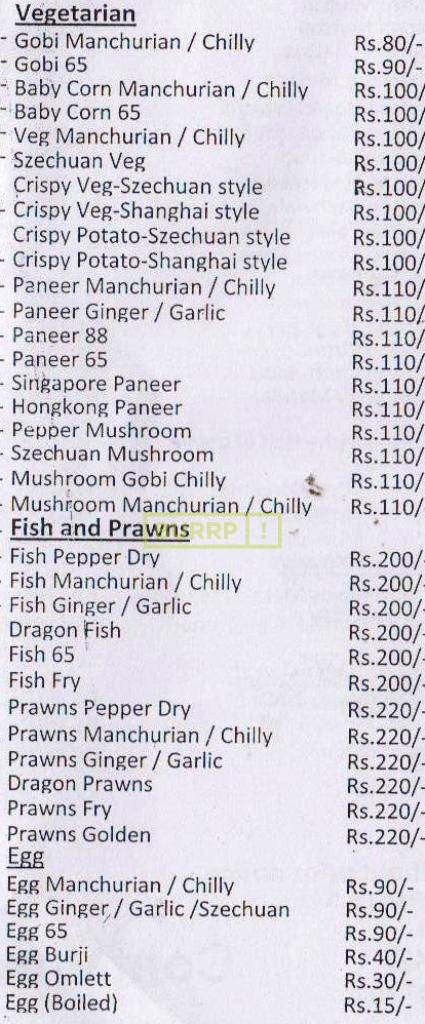 Vegetarian
- Gobi Manchurian / Chilly Rs.80/-
- Gobi 65 Rs.90/-
- Baby Corn Manchurian / Chilly Rs.100/
- Baby Corn 65 Rs.100/
- Veg Manchurian / Chilly Rs.100/
- Szechuan Veg Rs.100/
Crispy Veg-Szechuan style Rs.100/
- Crispy Veg-Shanghai style Rs.100/
Crispy Potato-Szechuan style Rs.100/
- Crispy Potato-Shanghai style Rs.100/
- Paneer Manchurian / Chilly Rs.110/
- Paneer Ginger / Garlic Rs.110/
- Paneer 88 Rs.110/
- Paneer 65 Rs.110/
- Singapore Paneer Rs.110/
- Hongkong Paneer Rs.110/
- Pepper Mushroom Rs.110/
- Szechuan Mushroom Rs.110/
- Mushroom Gobi Chilly Rs.110/
- Mushroom Manchurian / Chilly Rs.110/
Fish and Prawns
BURRP !
- Fish Pepper Dry Rs.200/-
- Fish Manchurian / Chilly Rs.200/-
- Fish Ginger / Garlic Rs.200/-
Dragon Fish Rs.200/-
Fish 65 Rs.200/-
Fish Fry Rs.200/-
Prawns Pepper Dry Rs.220/-
Prawns Manchurian / Chilly Rs.220/-
Prawns Ginger / Garlic Rs.220/-
Dragon Prawns Rs.220/-
Prawns Fry Rs.220/-
Prawns Golden Rs.220/-
Egg
Egg Manchurian / Chilly Rs.90/-
Egg Ginger / Garlic /Szechuan Rs.90/-
Egg 65 Rs.90/-
Egg Burji Rs.40/-
Egg Omlett Rs.30/-
Egg (Boiled) Rs.15/-